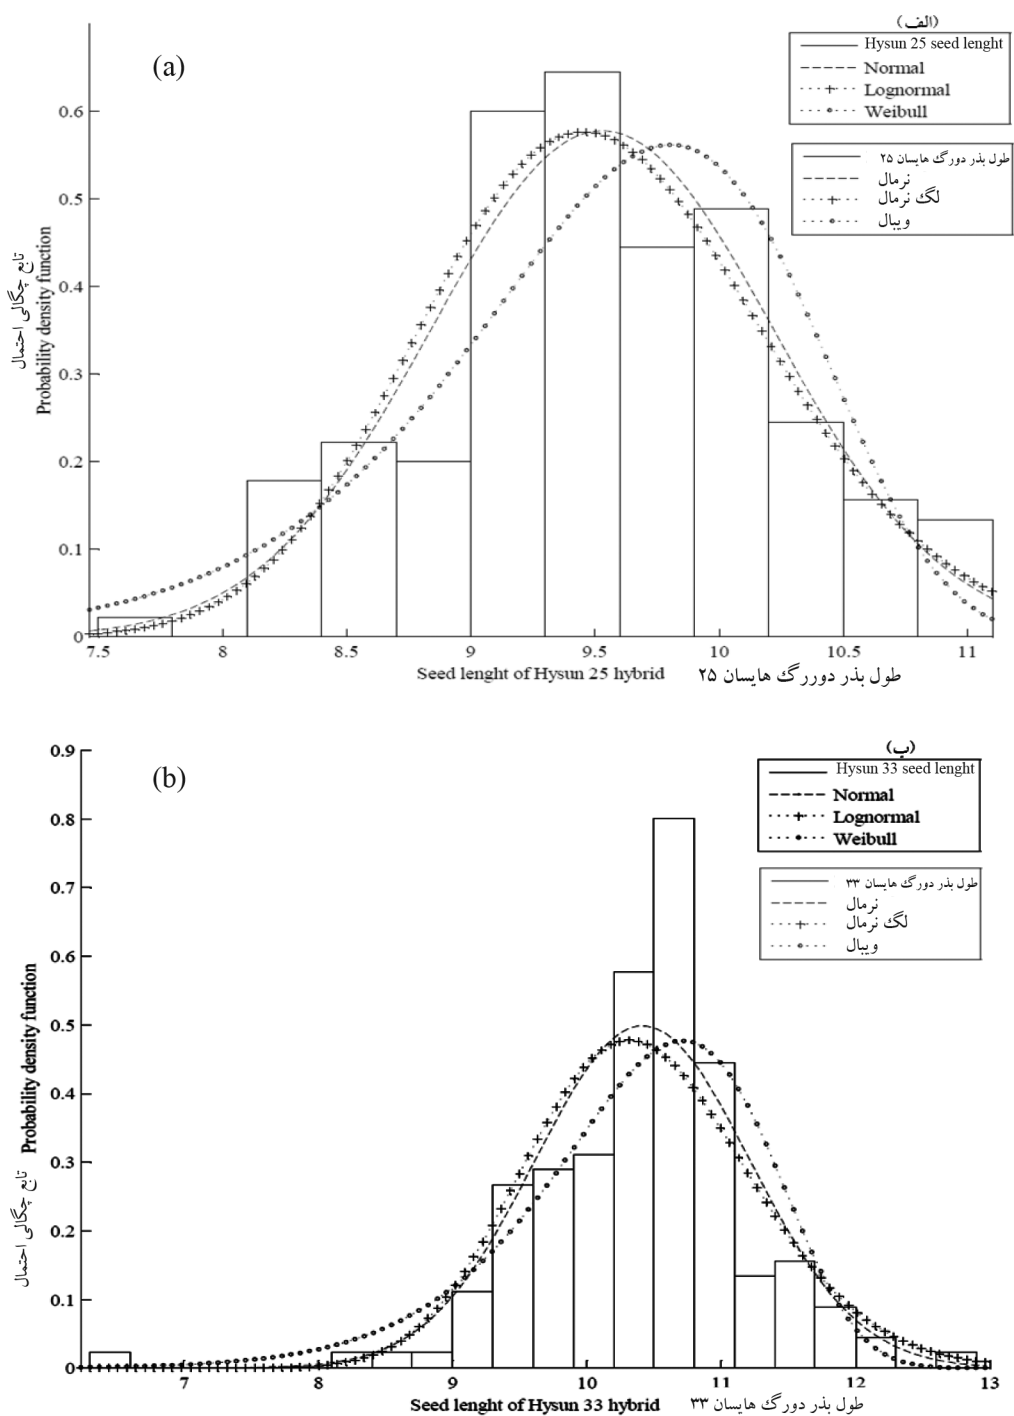 (الف)
(a)
Hysun 25 seed lenght
Normal
Lognormal
Weibull
طول بذر دورگ هایسان ۲۵
نرمال
لگ نرمال
ویبال
تابع چگالی احتمال
Probability density function
0.6
0.5
0.4
0.3
0.2
0.1
0
7.5 8 8.5 9 9.5 10 10.5 11
Seed lenght of Hysun 25 hybrid طول بذر دوررگ هایسان ۲۵
(ب)
(b)
Hysun 33 seed lenght
Normal
Lognormal
Weibull
طول بذر دورگ هایسان ۳۳
نرمال
لگ نرمال
ویبال
Probability density function
تابع چگالی احتمال
0.9
0.8
0.7
0.6
0.5
0.4
0.3
0.2
0.1
0
7 8 9 10 11 12 13
Seed lenght of Hysun 33 hybrid طول بذر دورگ هایسان ۳۳